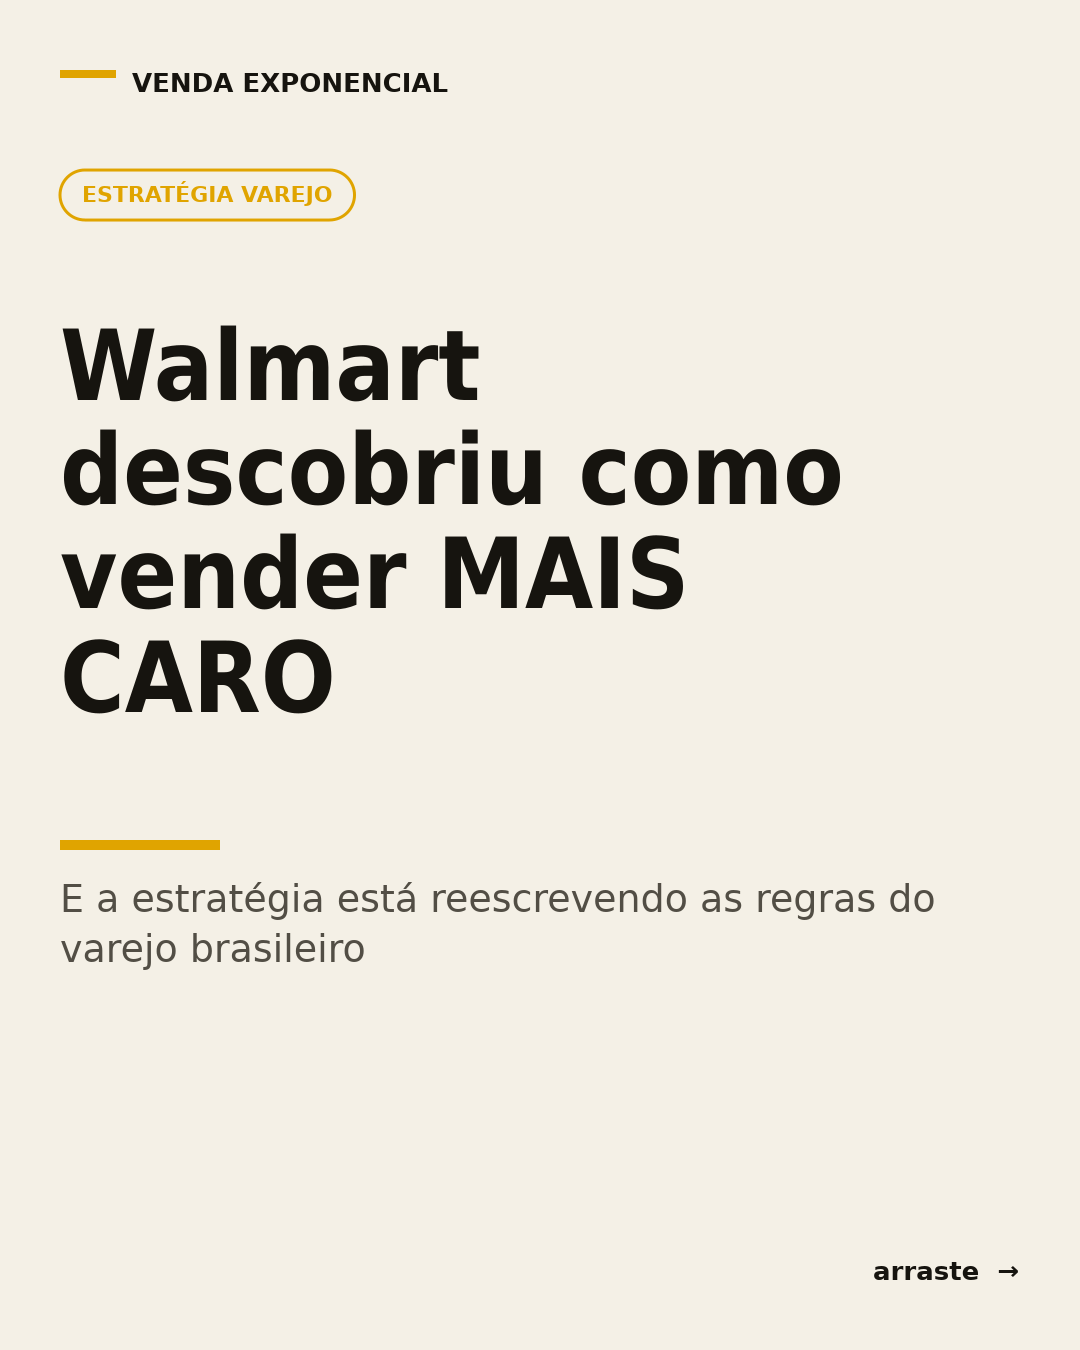 VENDA EXPONENCIAL
ESTRATÉGIA VAREJO
Walmart
descobriu como
vender MAIS
CARO
E a estratégia está reescrevendo as regras do
varejo brasileiro
arraste →